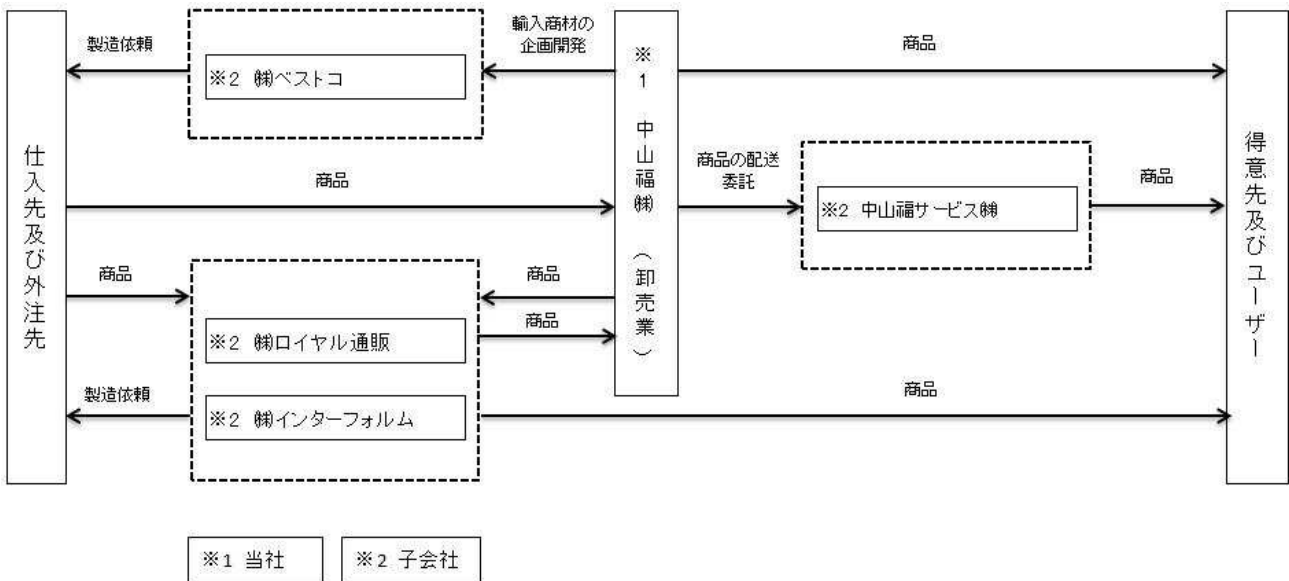 製造依頼
輸入商材の
企画開発
商品
※2 ㈱ベストコ
※1 中山福㈱ (卸売業)
仕入先及び外注先
得意先及びユーザー
商品
商品の配送
委託
商品
※2 中山福サービス㈱
商品
商品
商品
※2 ㈱ロイヤル通販
製造依頼
商品
※2 ㈱インターフォルム
※1 当社
※2 子会社